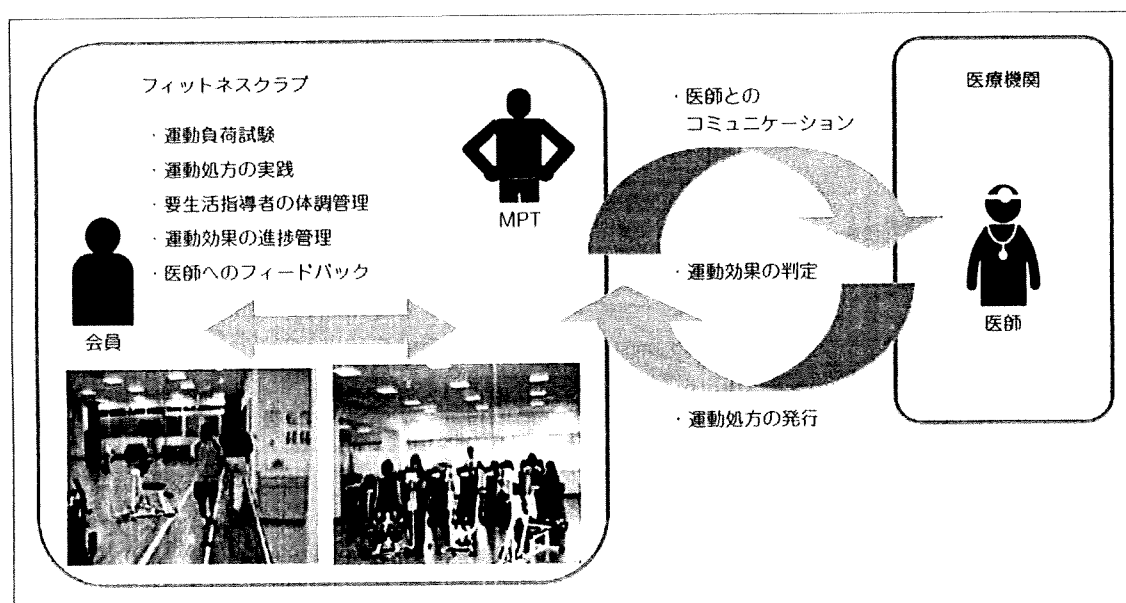 フィットネスクラブ
・運動負荷試験
・運動処方の実践
・要生活指導者の体調管理
・運動効果の進捗管理
・医師へのフィードバック
MPT
会員
・医師との
コミュニケーション
・運動効果の判定
・運動処方の発行
医療機関
医師